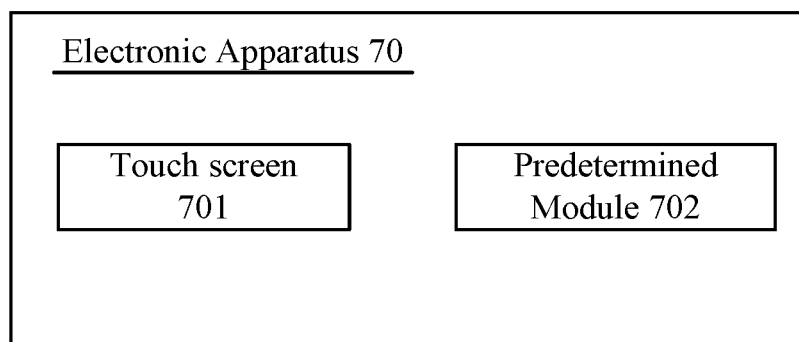 Electronic Apparatus 70
Touch screen
701
Predetermined
Module 702